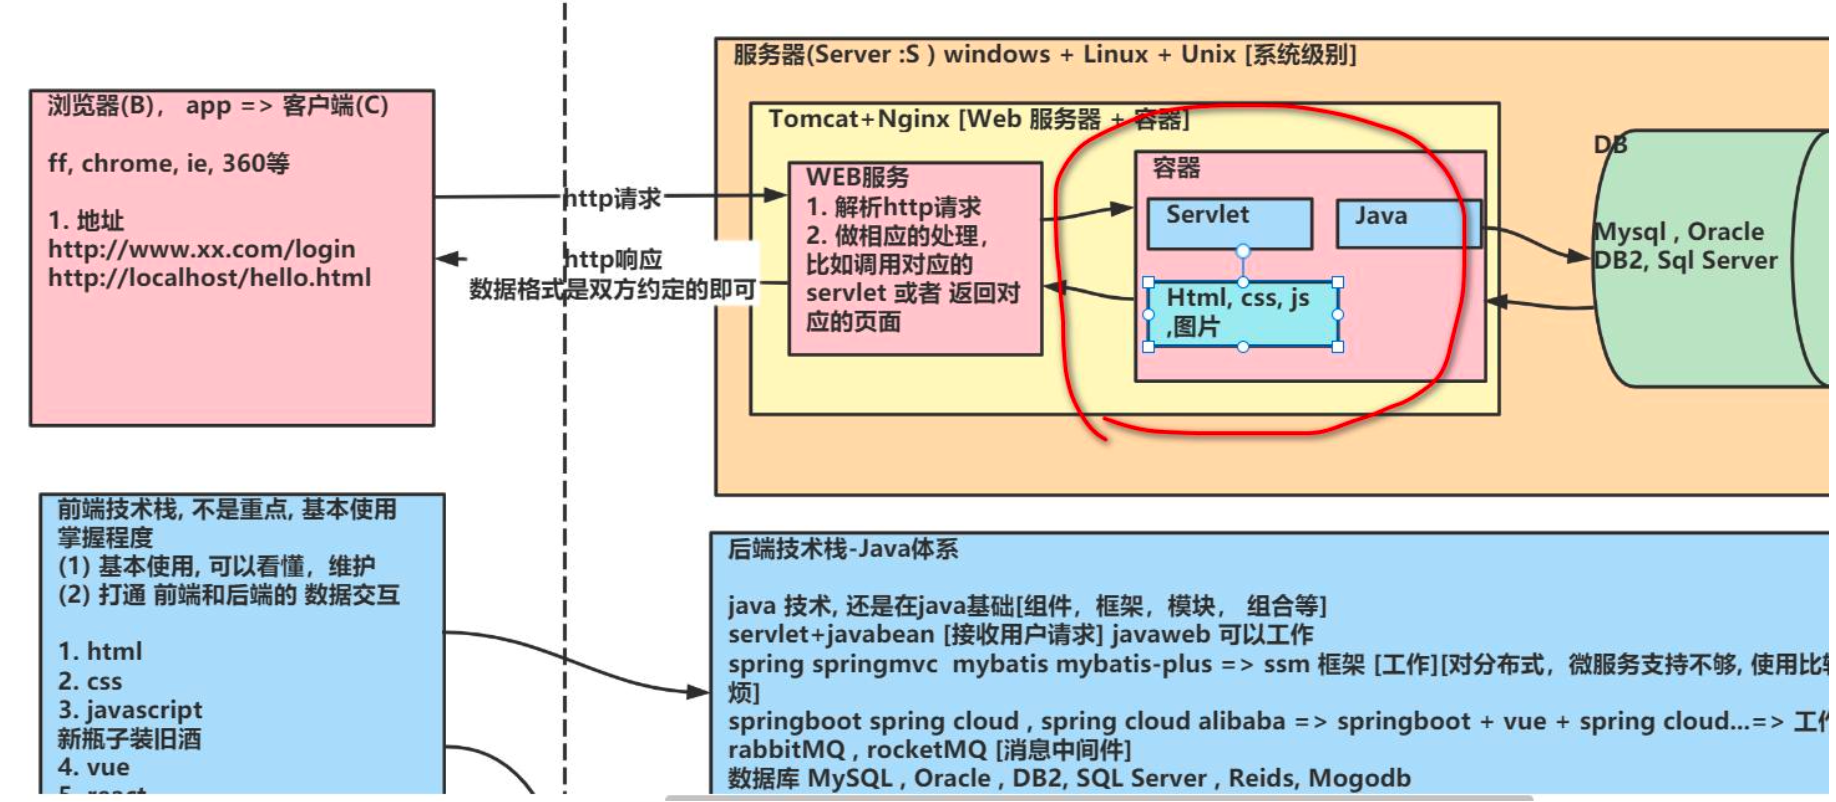 浏览器(B)， app => 客户端(C)
ff, chrome, ie, 360等
1. 地址
http://www.xx.com/login
http://localhost/hello.html
http请求
http响应
数据格式是双方约定的即可
服务器(Server :S ) windows + Linux + Unix [系统级别]
Tomcat+Nginx [Web 服务器 + 容器]
WEB服务
1. 解析http请求
2. 做相应的处理，
比如调用对应的
servlet 或者 返回对
应的页面
容器
Servlet
Java
Html, css, js
,图片
DB
Mysql , Oracle
DB2, Sql Server
前端技术栈, 不是重点, 基本使用
掌握程度
(1) 基本使用, 可以看懂，维护
(2) 打通 前端和后端的 数据交互
1. html
2. css
3. javascript
新瓶子装旧酒
4. vue
后端技术栈-Java体系
java 技术, 还是在java基础[组件，框架，模块， 组合等]
servlet+javabean [接收用户请求] javaweb 可以工作
spring springmvc  mybatis mybatis-plus => ssm 框架 [工作][对分布式，微服务支持不够, 使用比
烦]
springboot spring cloud , spring cloud alibaba => springboot + vue + spring cloud...=> 工
rabbitMQ , rocketMQ [消息中间件]
数据库 MySQL , Oracle , DB2, SQL Server , Reids, Mogodb